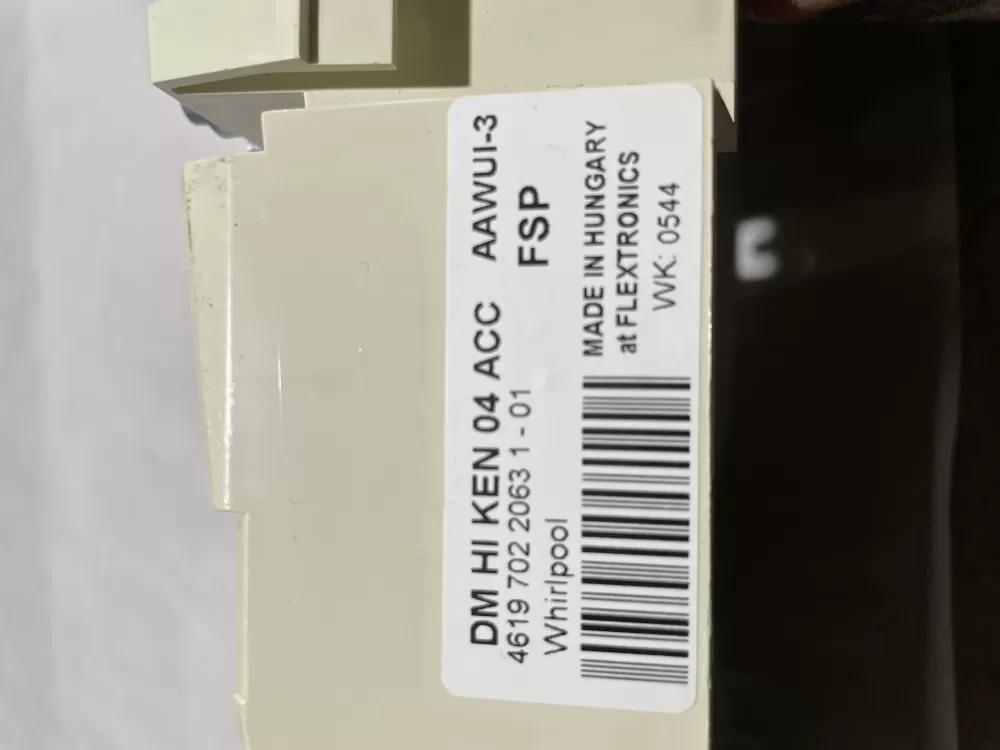 DM HI KEN 04 ACC AAWUI-3
4619 702 2063 1 - 01 FSP
Whirlpool
MADE IN HUNGARY
at FLEXTRONICS
WK: 0544